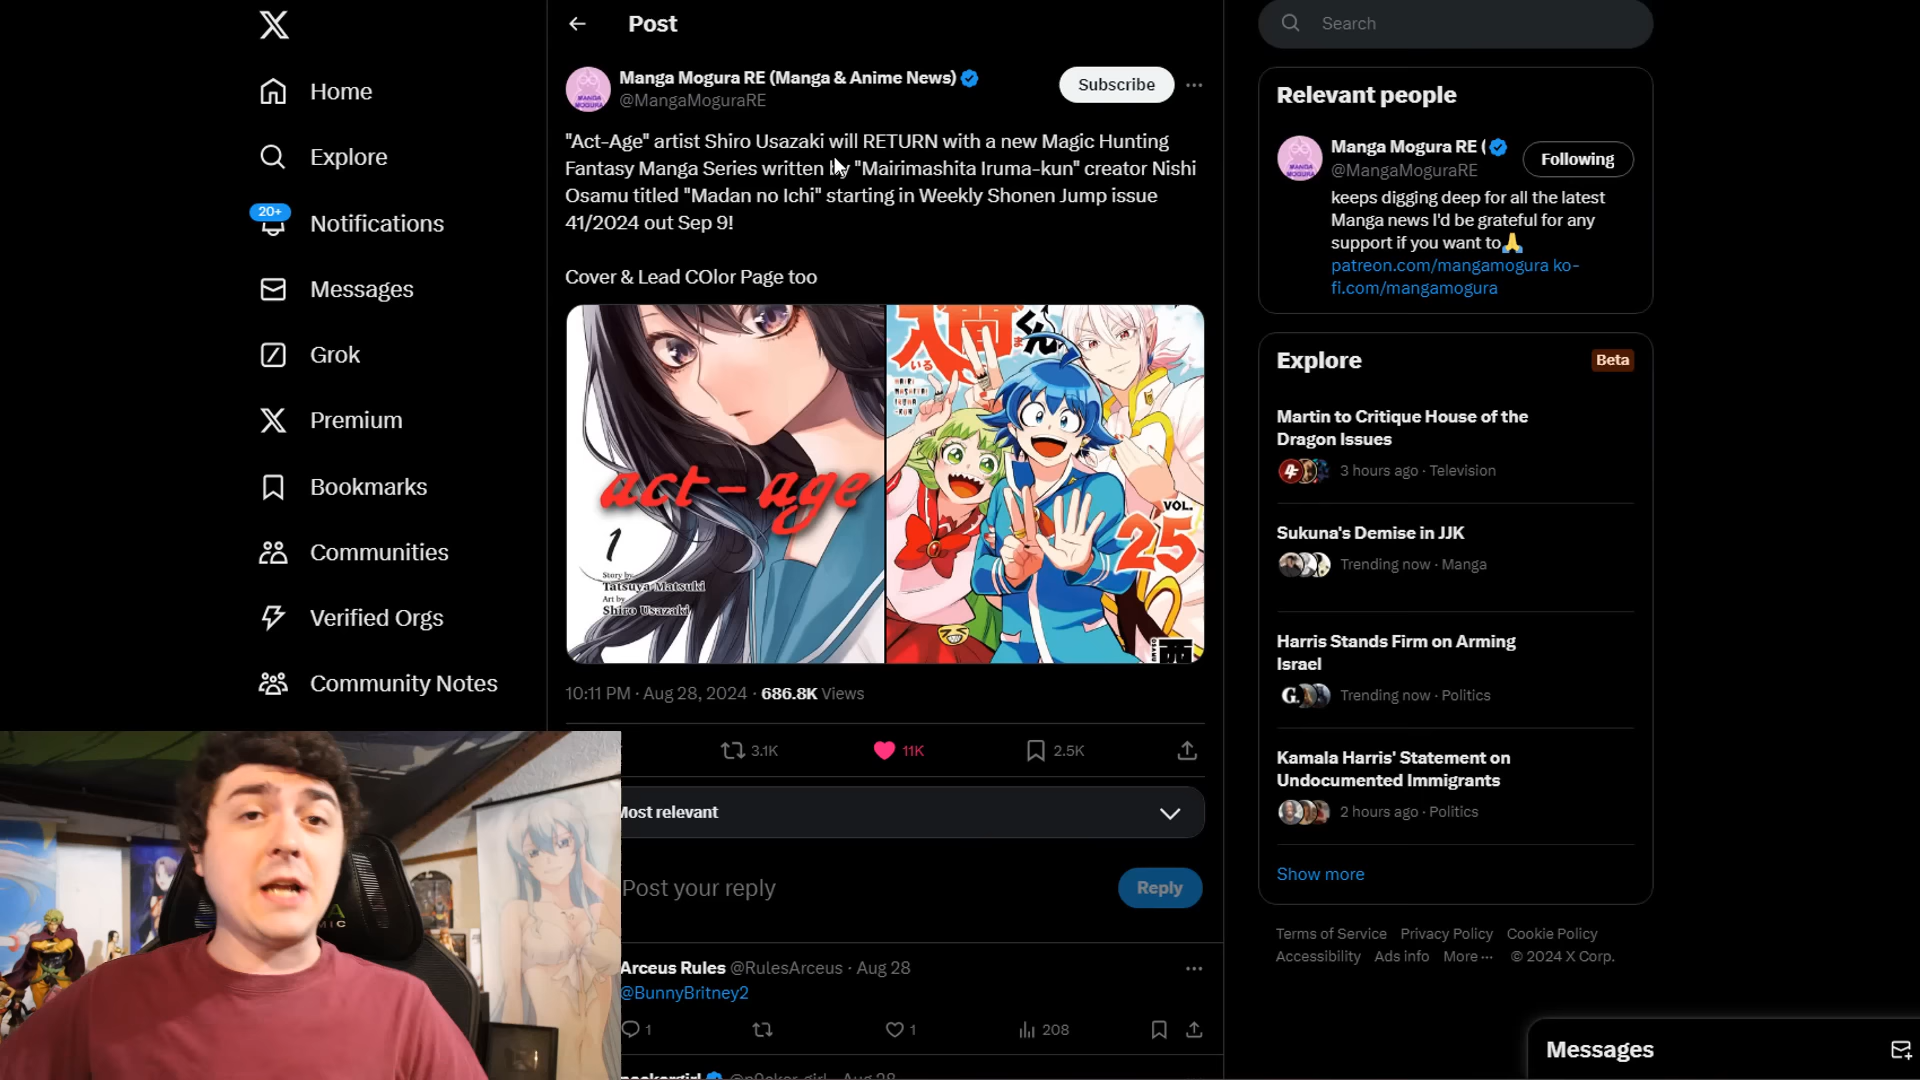 Home
Explore
20+
Notifications
Messages
Grok
Premium
Bookmarks
Communities
Verified Orgs
Community Notes
Post
Manga Mogura RE (Manga & Anime News)
@MangaMoguraRE
Subscribe
"Act-Age" artist Shiro Usazaki will RETURN with a new Magic Hunting
Fantasy Manga Series written by "Mairimashita Iruma-kun" creator Nishi
Osamu titled "Madan no Ichi" starting in Weekly Shonen Jump issue
41/2024 out Sep 9!
Cover & Lead COlor Page too
act-age
1
Story by
Tatsuya Matsuki
Art by
Shiro Usazaki
入間くん
いるま
VOL.
25
西
10:11 PM · Aug 28, 2024 · 686.8K Views
3.1K
11K
2.5K
Most relevant
Post your reply
Reply
Arceus Rules @RulesArceus · Aug 28
@BunnyBritney2
1
1
208
Search
Relevant people
Manga Mogura RE (
@MangaMoguraRE
Following
keeps digging deep for all the latest
Manga news I'd be grateful for any
support if you want to🙏
patreon.com/mangamogura ko-
fi.com/mangamogura
Explore
Beta
Martin to Critique House of the
Dragon Issues
3 hours ago · Television
Sukuna's Demise in JJK
Trending now · Manga
Harris Stands Firm on Arming
Israel
Trending now · Politics
Kamala Harris' Statement on
Undocumented Immigrants
2 hours ago · Politics
Show more
Terms of Service Privacy Policy Cookie Policy
Accessibility Ads info More ··· © 2024 X Corp.
Messages